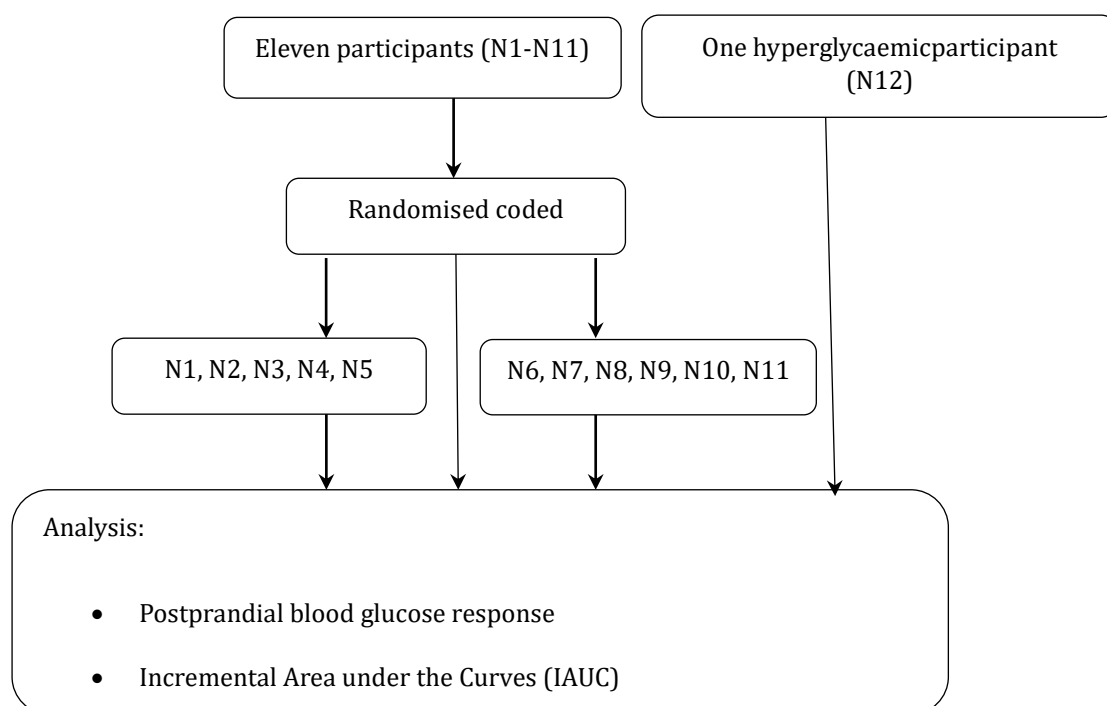 Eleven participants (N1-N11)
One hyperglycaemicparticipant
(N12)
Randomised coded
N1, N2, N3, N4, N5
N6, N7, N8, N9, N10, N11
Analysis:
• Postprandial blood glucose response
• Incremental Area under the Curves (IAUC)